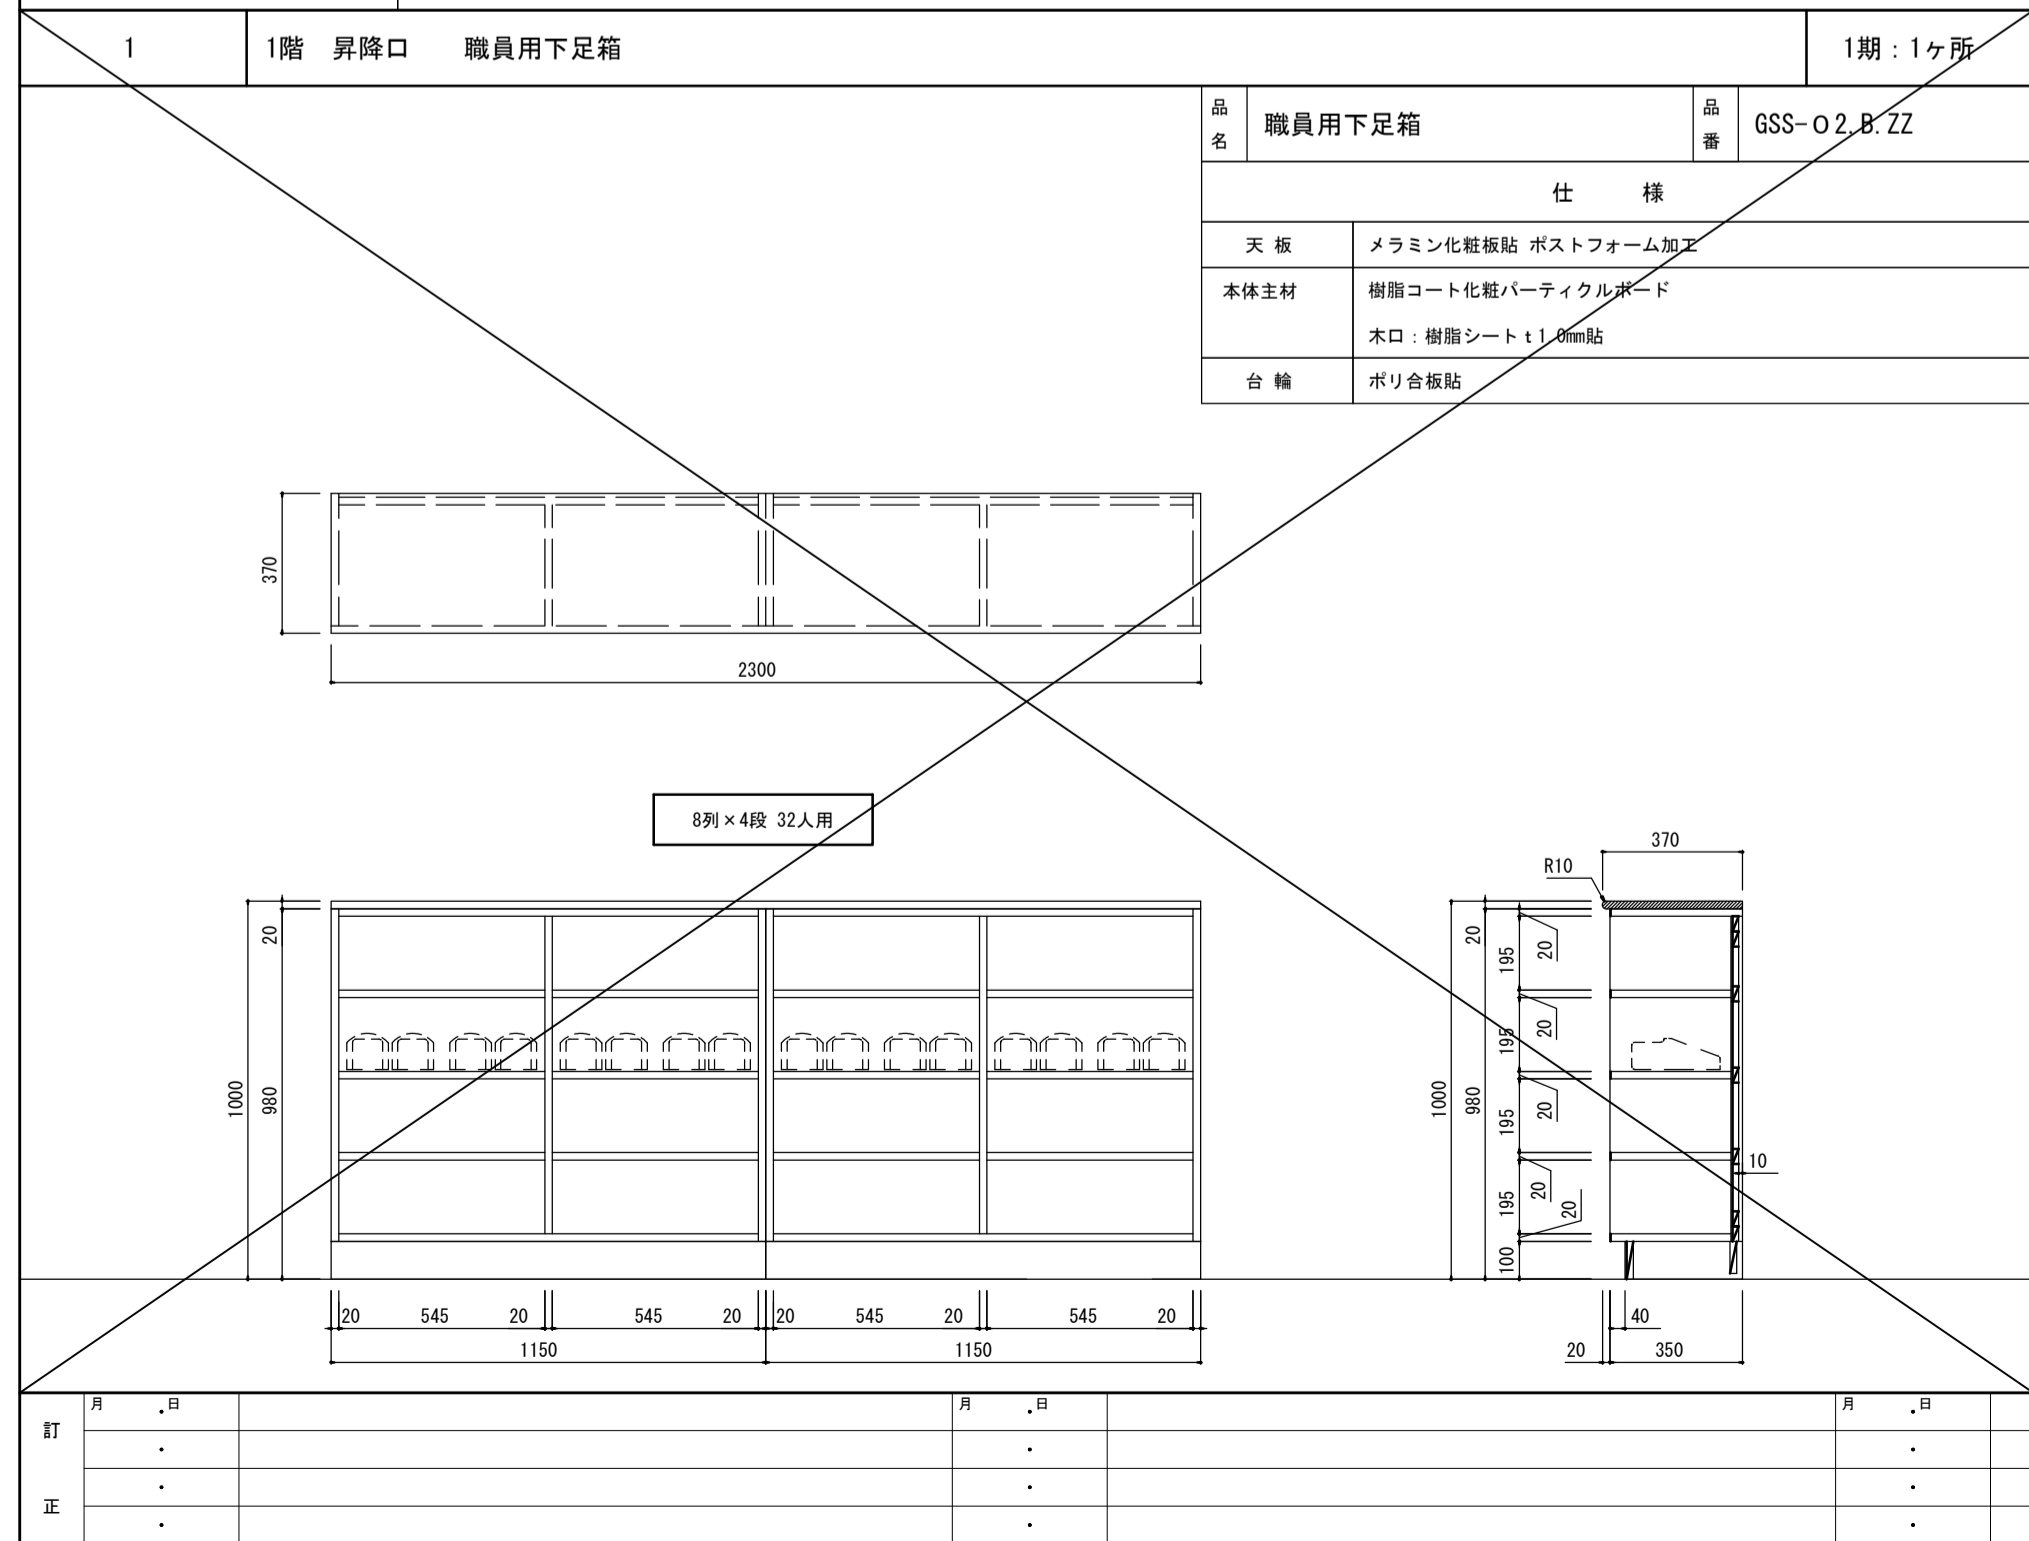 1
1階 昇降口 職員用下足箱
1期：1ヶ所
品名
職員用下足箱
品番
GSS-O2.B.ZZ
仕 様
天 板
メラミン化粧板貼 ポストフォーム加工
本体主材
樹脂コート化粧パーティクルボード
木口：樹脂シートt1.0mm貼
台 輪
ポリ合板貼
370
2300
8列×4段 32人用
1000
20
980
20 545 20 545 20 20 545 20 545 20
1150 1150
370
R10
1000
20
980
195
20
195
20
195
20
195
20
20
100
10
40
20 350
訂正
月 ・ 日
月 ・ 日
月 ・ 日
・ ・ ・
・ ・ ・
・ ・ ・